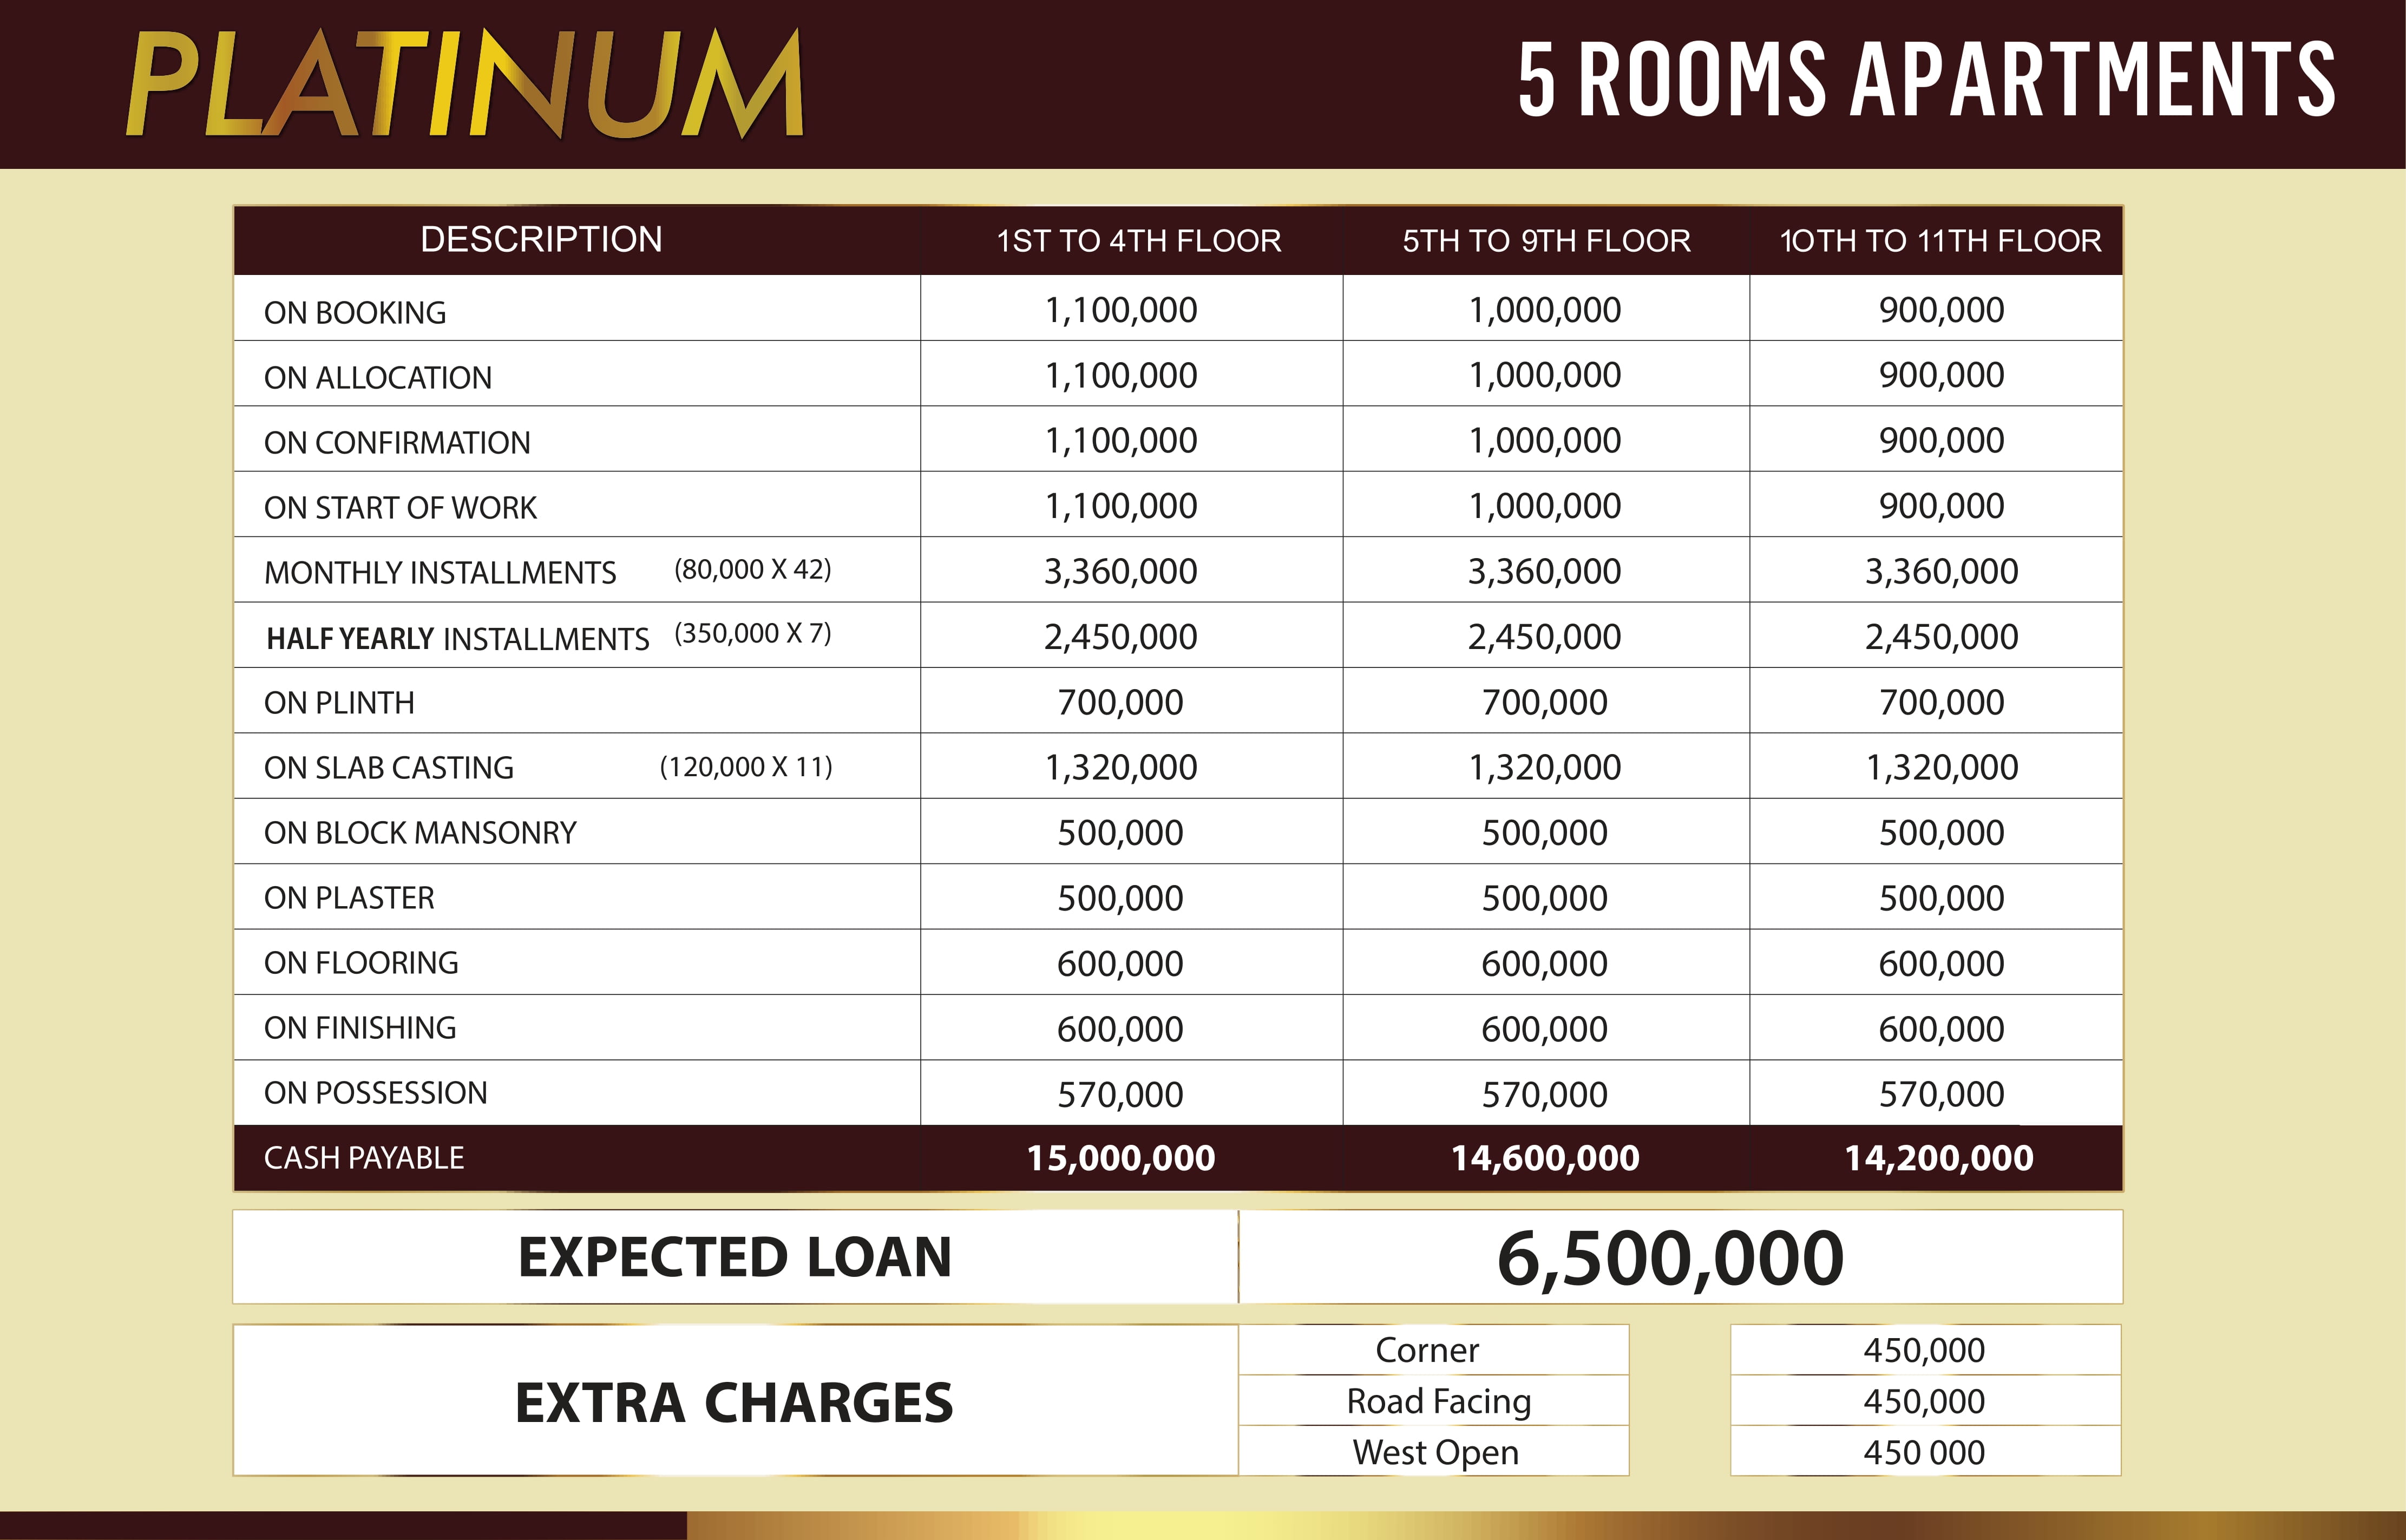 PLATINUM
5 ROOMS APARTMENTS
DESCRIPTION 1ST TO 4TH FLOOR 5TH TO 9TH FLOOR 10TH TO 11TH FLOOR
ON BOOKING 1,100,000 1,000,000 900,000
ON ALLOCATION 1,100,000 1,000,000 900,000
ON CONFIRMATION 1,100,000 1,000,000 900,000
ON START OF WORK 1,100,000 1,000,000 900,000
MONTHLY INSTALLMENTS (80,000 X 42) 3,360,000 3,360,000 3,360,000
HALF YEARLY INSTALLMENTS (350,000 X 7) 2,450,000 2,450,000 2,450,000
ON PLINTH 700,000 700,000 700,000
ON SLAB CASTING (120,000 X 11) 1,320,000 1,320,000 1,320,000
ON BLOCK MANSONRY 500,000 500,000 500,000
ON PLASTER 500,000 500,000 500,000
ON FLOORING 600,000 600,000 600,000
ON FINISHING 600,000 600,000 600,000
ON POSSESSION 570,000 570,000 570,000
CASH PAYABLE 15,000,000 14,600,000 14,200,000
EXPECTED LOAN 6,500,000
EXTRA CHARGES
Corner 450,000
Road Facing 450,000
West Open 450 000